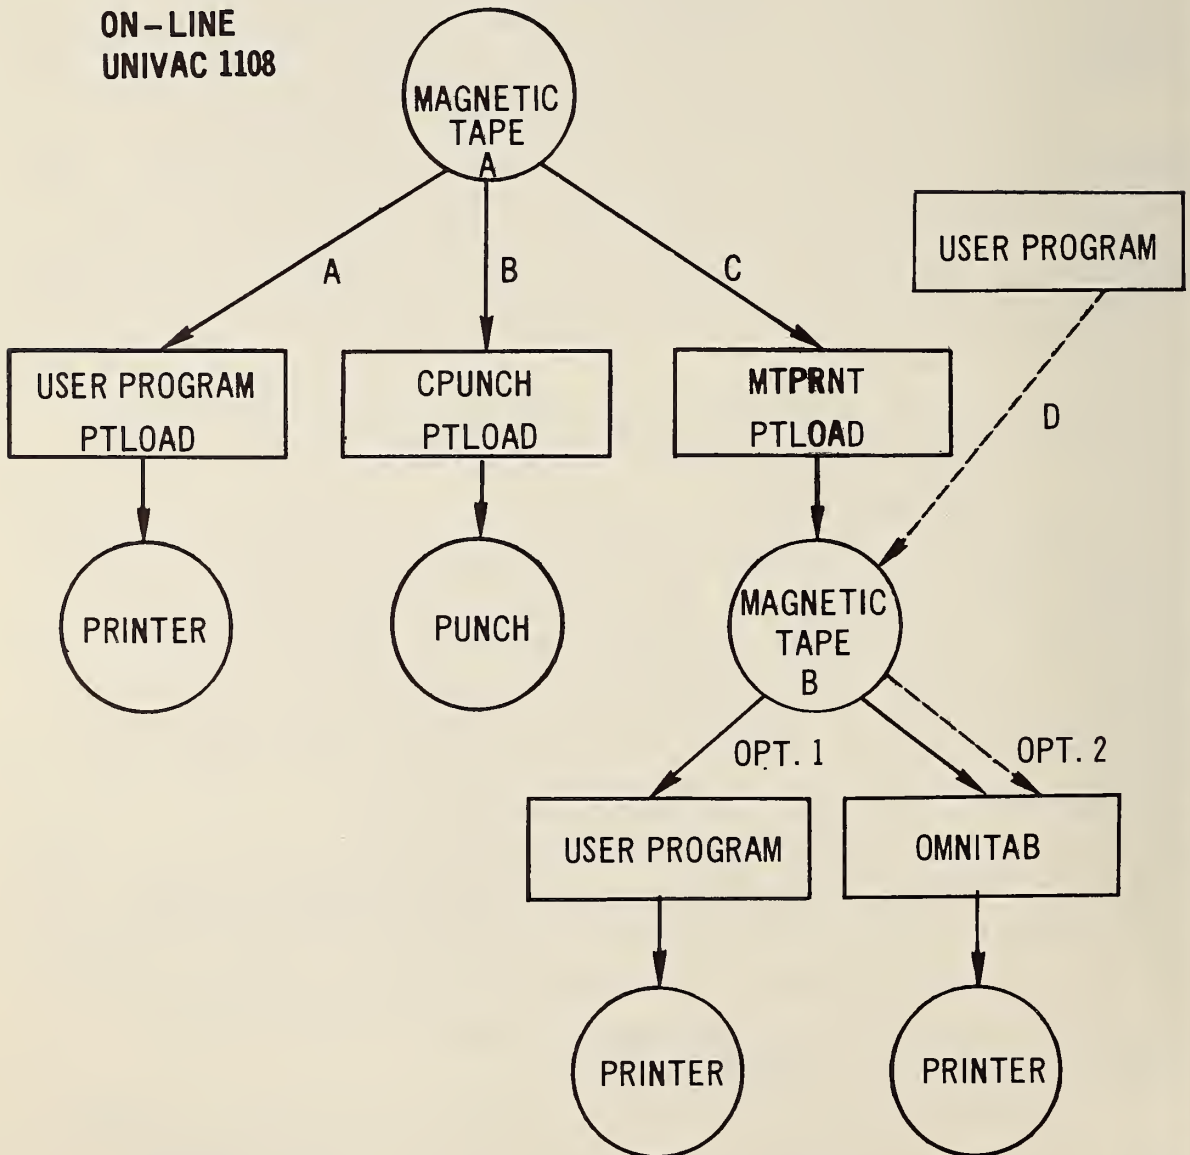 ON-LINE
UNIVAC 1108
MAGNETIC
TAPE
A
A
B
C
USER PROGRAM
D
USER PROGRAM
PTLOAD
CPUNCH
PTLOAD
MTPRNT
PTLOAD
PRINTER
PUNCH
MAGNETIC
TAPE
B
OPT. 1
OPT. 2
USER PROGRAM
OMNITAB
PRINTER
PRINTER